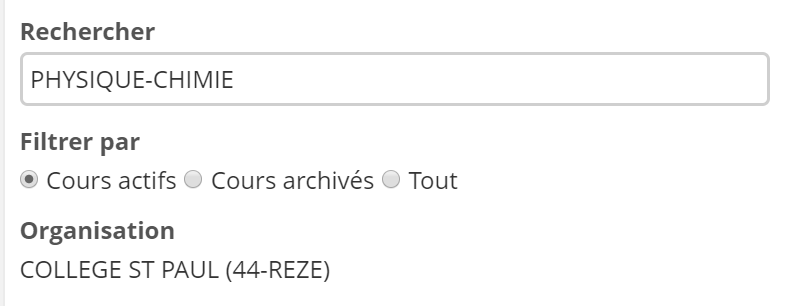 Rechercher
PHYSIQUE-CHIMIE
Filtrer par
Cours actifs Cours archivés Tout
Organisation
COLLEGE ST PAUL (44-REZE)